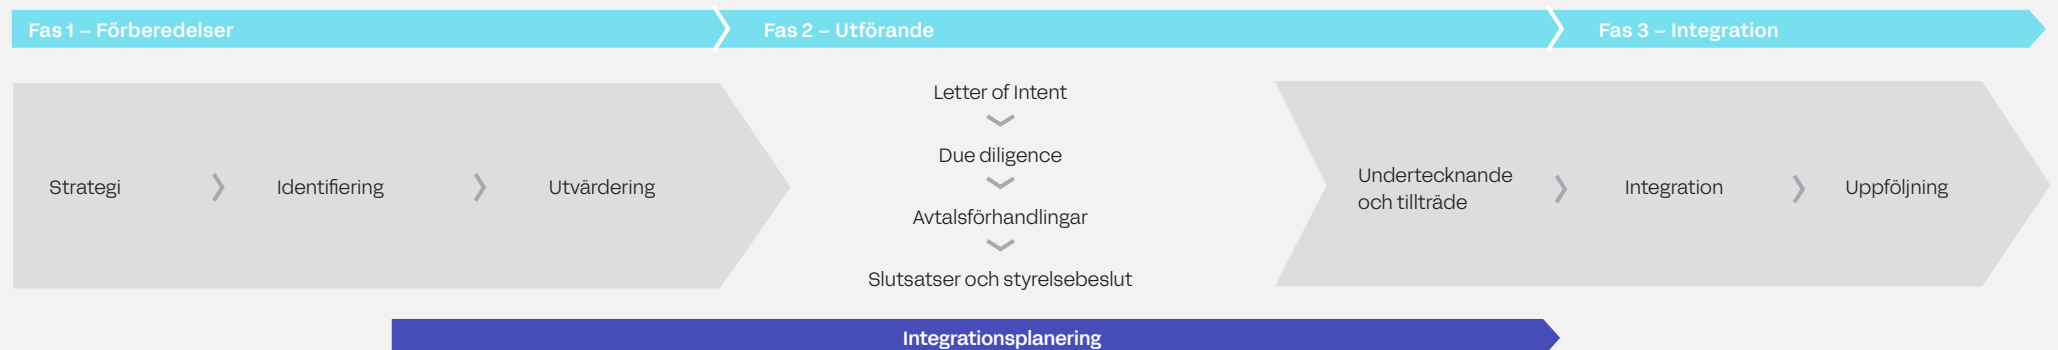 Fas 1 – Förberedelser
Fas 2 – Utförande
Fas 3 – Integration
Strategi
Identifiering
Utvärdering
Letter of Intent
Due diligence
Avtalsförhandlingar
Slutsatser och styrelsebeslut
Undertecknande
och tillträde
Integration
Uppföljning
Integrationsplanering